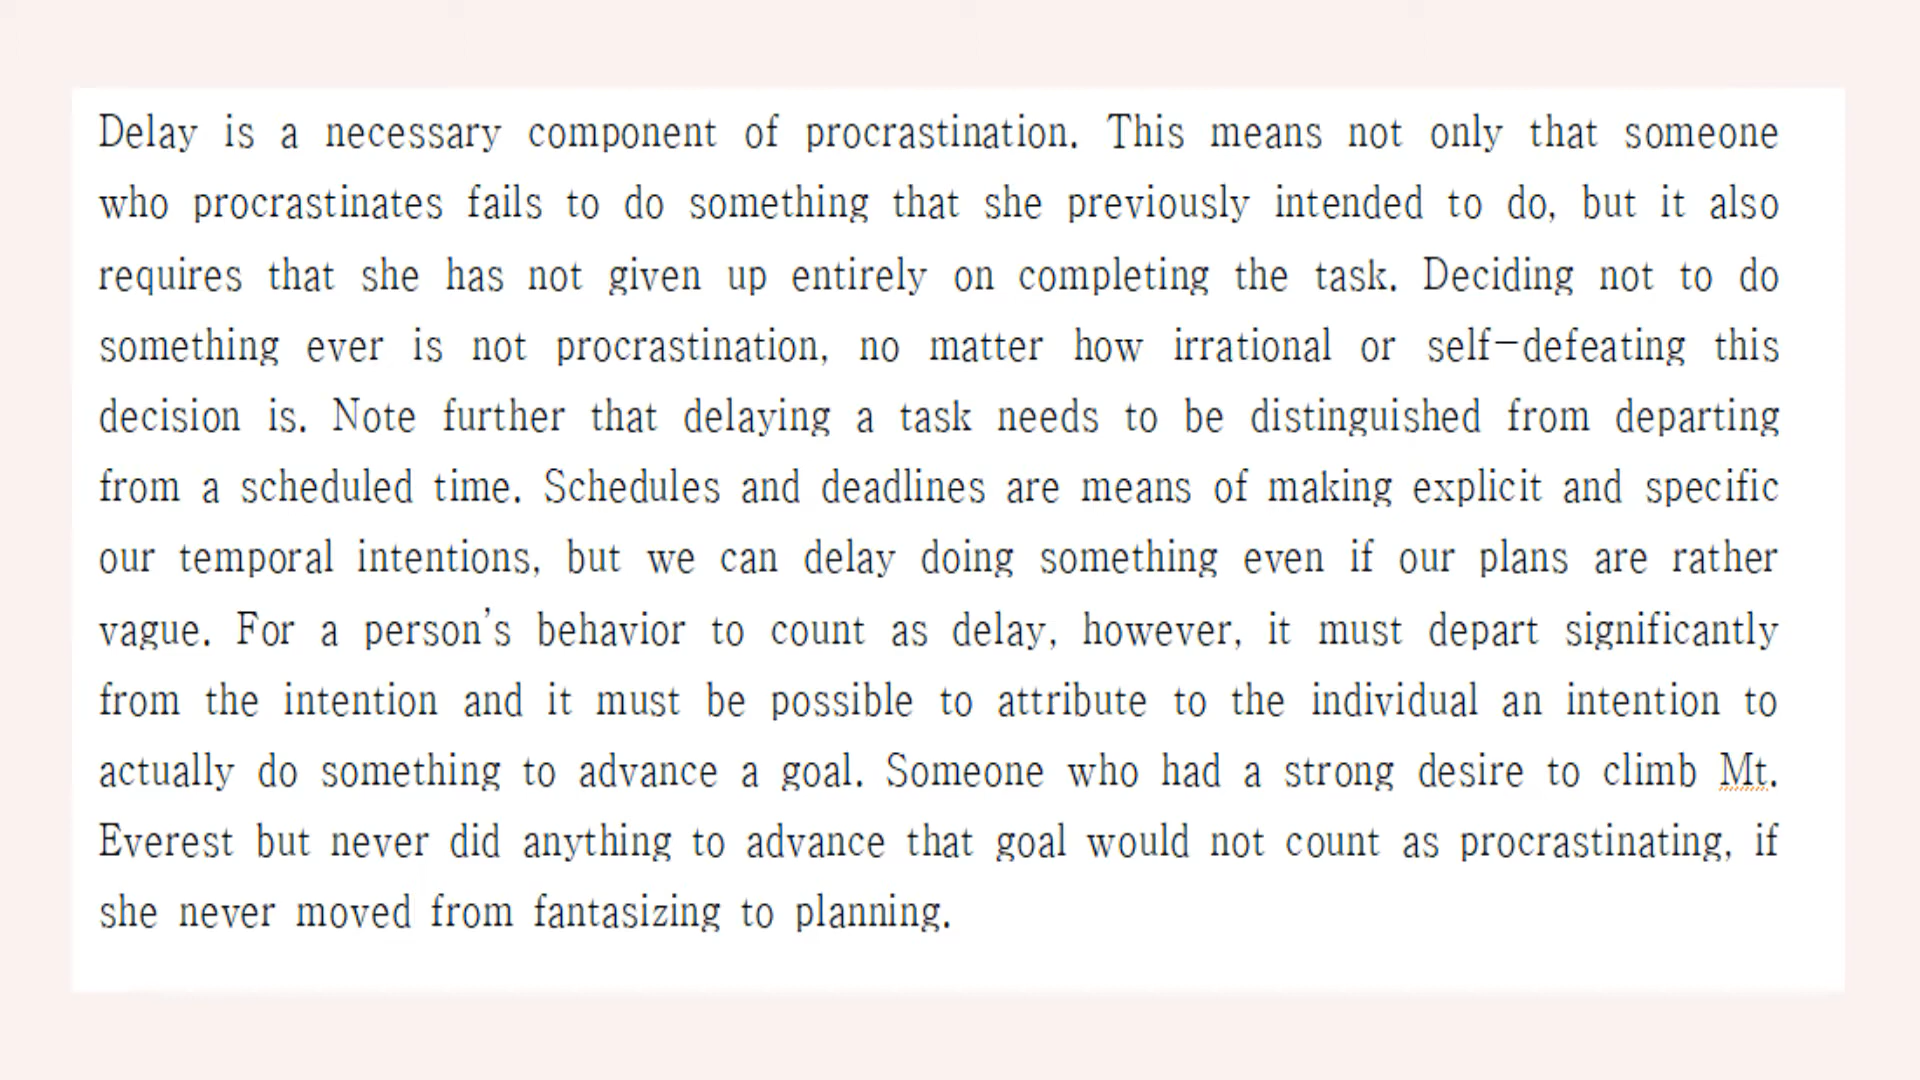 Delay is a necessary component of procrastination. This means not only that someone
who procrastinates fails to do something that she previously intended to do, but it also
requires that she has not given up entirely on completing the task. Deciding not to do
something ever is not procrastination, no matter how irrational or self-defeating this
decision is. Note further that delaying a task needs to be distinguished from departing
from a scheduled time. Schedules and deadlines are means of making explicit and specific
our temporal intentions, but we can delay doing something even if our plans are rather
vague. For a person's behavior to count as delay, however, it must depart significantly
from the intention and it must be possible to attribute to the individual an intention to
actually do something to advance a goal. Someone who had a strong desire to climb Mt.
Everest but never did anything to advance that goal would not count as procrastinating, if
she never moved from fantasizing to planning.